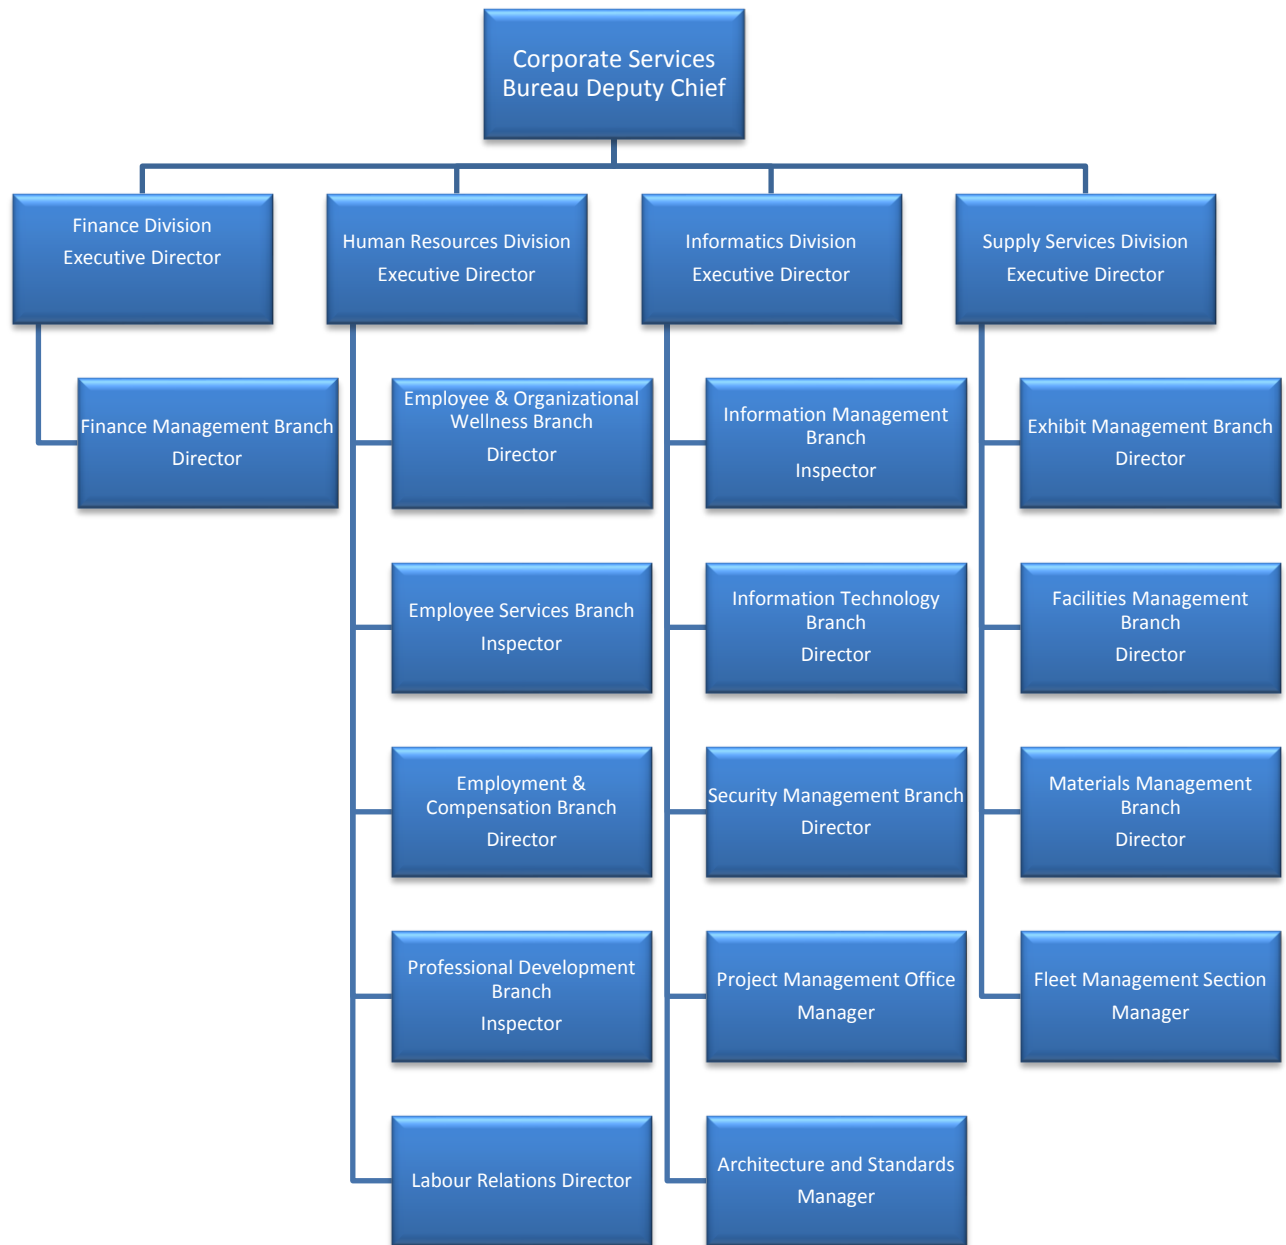 Corporate Services
Bureau Deputy Chief
Finance Division
Executive Director
Human Resources Division
Executive Director
Informatics Division
Executive Director
Supply Services Division
Executive Director
Finance Management Branch
Director
Employee & Organizational
Wellness Branch
Director
Information Management
Branch
Inspector
Exhibit Management Branch
Director
Employee Services Branch
Inspector
Information Technology
Branch
Director
Facilities Management
Branch
Director
Employment &
Compensation Branch
Director
Security Management Branch
Director
Materials Management
Branch
Director
Professional Development
Branch
Inspector
Project Management Office
Manager
Fleet Management Section
Manager
Labour Relations Director
Architecture and Standards
Manager